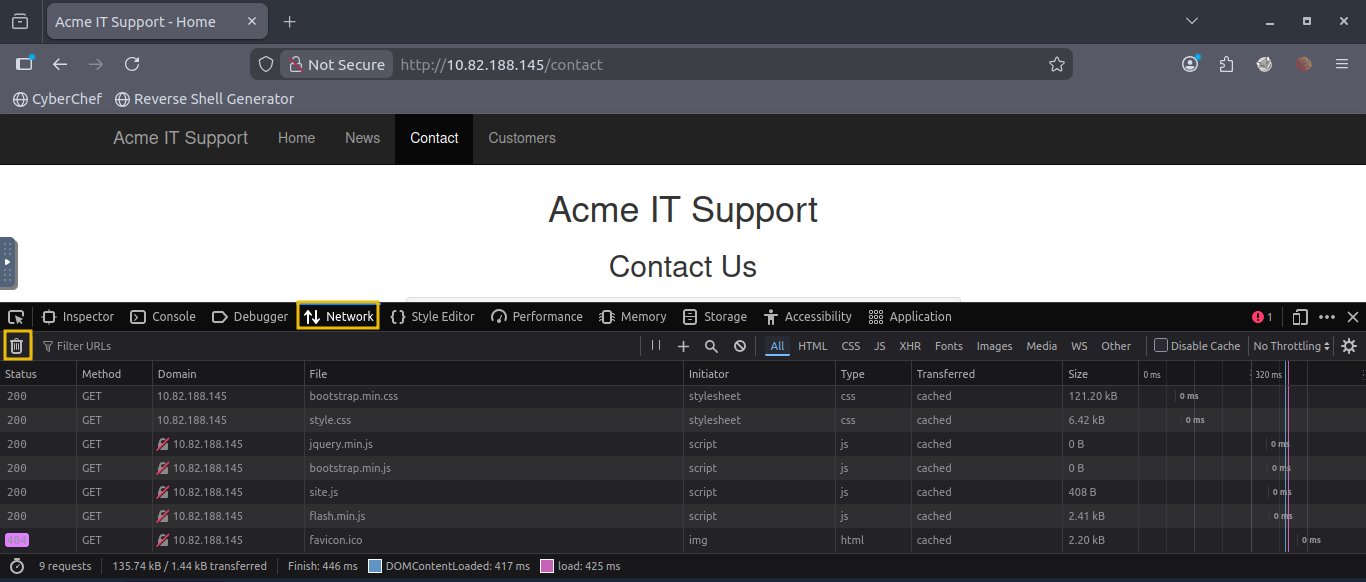 Acme IT Support - Home
Not Secure http://10.82.188.145/contact
CyberChef Reverse Shell Generator
Acme IT Support Home News Contact Customers
Acme IT Support
Contact Us
Inspector Console Debugger Network Style Editor Performance Memory Storage Accessibility Application 1
Filter URLs All HTML CSS JS XHR Fonts Images Media WS Other Disable Cache No Throttling
Status Method Domain File Initiator Type Transferred Size 0 ms 320 ms
200 GET 10.82.188.145 bootstrap.min.css stylesheet css cached 121.20 kB 0 ms
200 GET 10.82.188.145 style.css stylesheet css cached 6.42 kB 0 ms
200 GET 10.82.188.145 jquery.min.js script js cached 0 B 0 ms
200 GET 10.82.188.145 bootstrap.min.js script js cached 0 B 0 ms
200 GET 10.82.188.145 site.js script js cached 408 B 0 ms
200 GET 10.82.188.145 flash.min.js script js cached 2.41 kB 0 ms
404 GET 10.82.188.145 favicon.ico img html cached 2.20 kB 0 ms
9 requests 135.74 kB / 1.44 kB transferred Finish: 446 ms DOMContentLoaded: 417 ms load: 425 ms